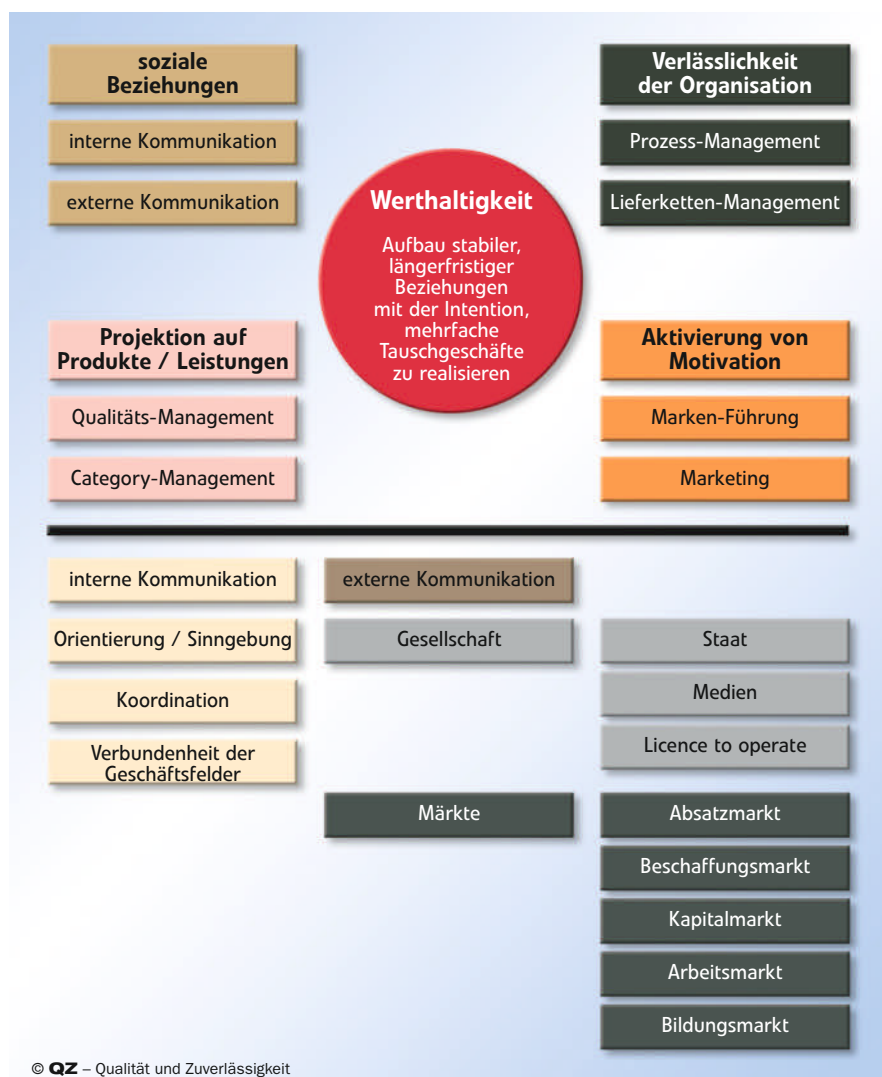 soziale
Beziehungen
interne Kommunikation
externe Kommunikation
Verlässlichkeit
der Organisation
Prozess-Management
Lieferketten-Management
Werthaltigkeit
Aufbau stabiler,
längerfristiger
Beziehungen
mit der Intention,
mehrfache
Tauschgeschäfte
zu realisieren
Projektion auf
Produkte / Leistungen
Qualitäts-Management
Category-Management
Aktivierung von
Motivation
Marken-Führung
Marketing
interne Kommunikation
Orientierung / Sinngebung
Koordination
Verbundenheit der
Geschäftsfelder
externe Kommunikation
Gesellschaft
Staat
Medien
Licence to operate
Märkte
Absatzmarkt
Beschaffungsmarkt
Kapitalmarkt
Arbeitsmarkt
Bildungsmarkt
© QZ – Qualität und Zuverlässigkeit